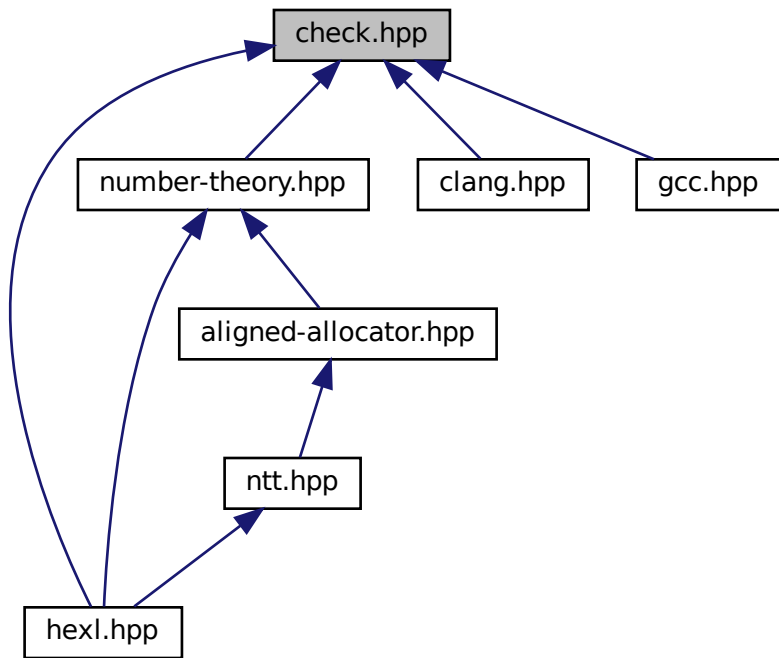 check.hpp
number-theory.hpp
clang.hpp
gcc.hpp
aligned-allocator.hpp
ntt.hpp
hexl.hpp